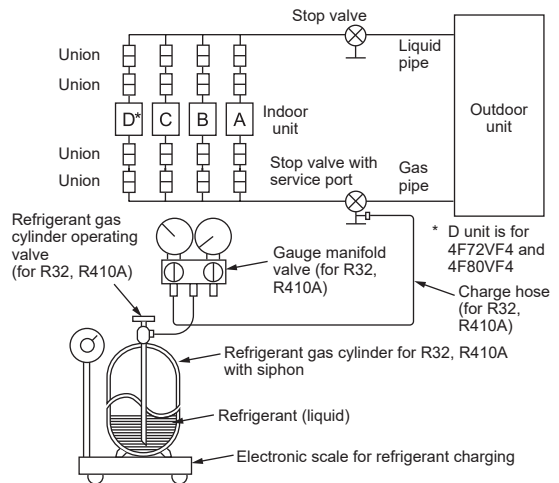 Stop valve
Union
Liquid
pipe
Union
D*
C
B
A
Indoor
unit
Outdoor
unit
Union
Union
Stop valve with
service port
Gas
pipe
Refrigerant gas
cylinder operating
valve
(for R32, R410A)
Gauge manifold
valve (for R32,
R410A)
* D unit is for
4F72VF4 and
4F80VF4
Charge hose
(for R32,
R410A)
Refrigerant gas cylinder for R32, R410A
with siphon
Refrigerant (liquid)
Electronic scale for refrigerant charging